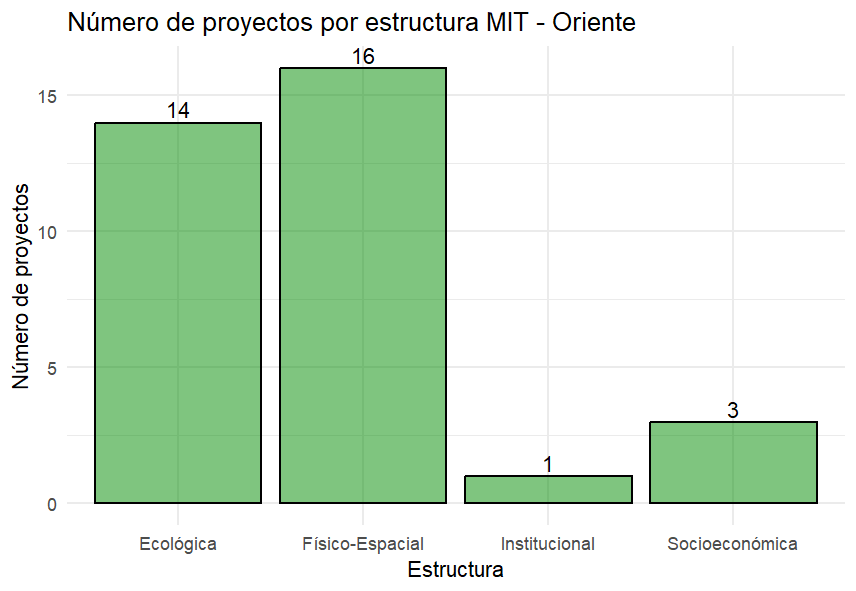 Número de proyectos por estructura MIT - Oriente
16
15
14
10
5
3
1
0
Número de proyectos
Ecológica
Físico-Espacial
Institucional
Socioeconómica
Estructura